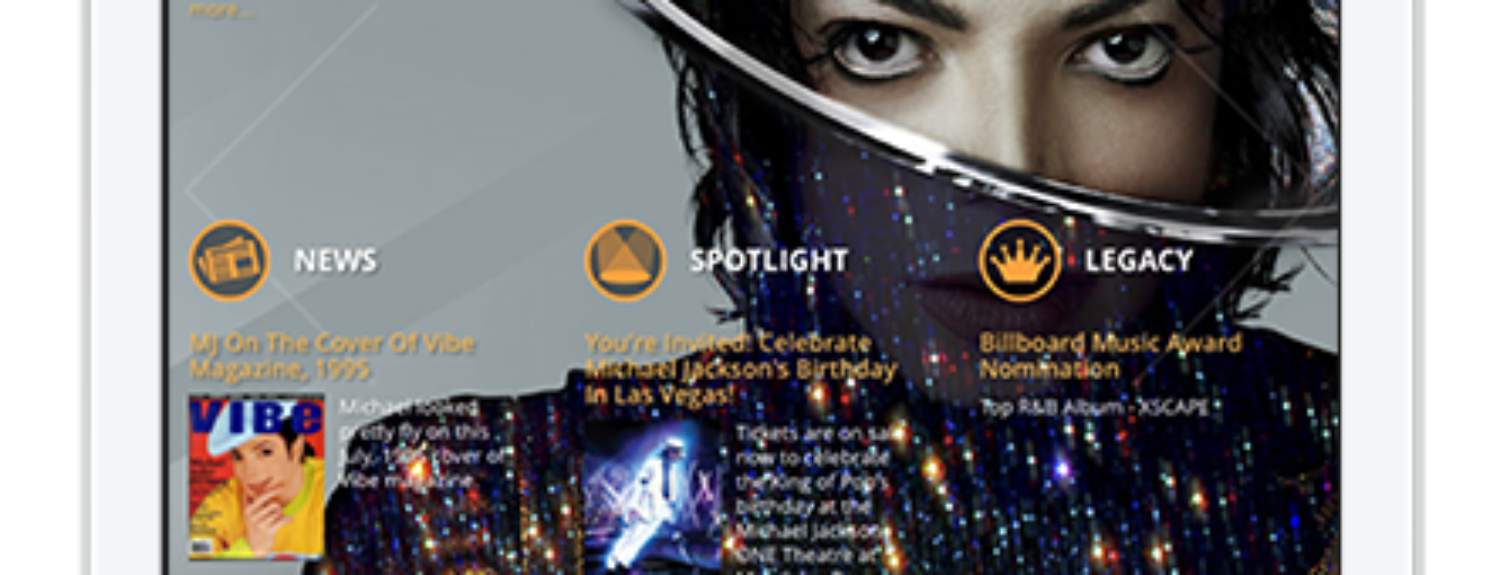 more...
NEWS
MJ On The Cover Of Vibe
Magazine, 1995
VIBE
Michael looked
pretty fly on this
July, 1995 cover of
Vibe magazine.
SPOTLIGHT
You're Invited! Celebrate
Michael Jackson's Birthday
In Las Vegas!
Tickets are on sale
now to celebrate
the King of Pop's
birthday at the
Michael Jackson
ONE Theatre at
LEGACY
Billboard Music Award
Nomination
Top R&B Album - XSCAPE